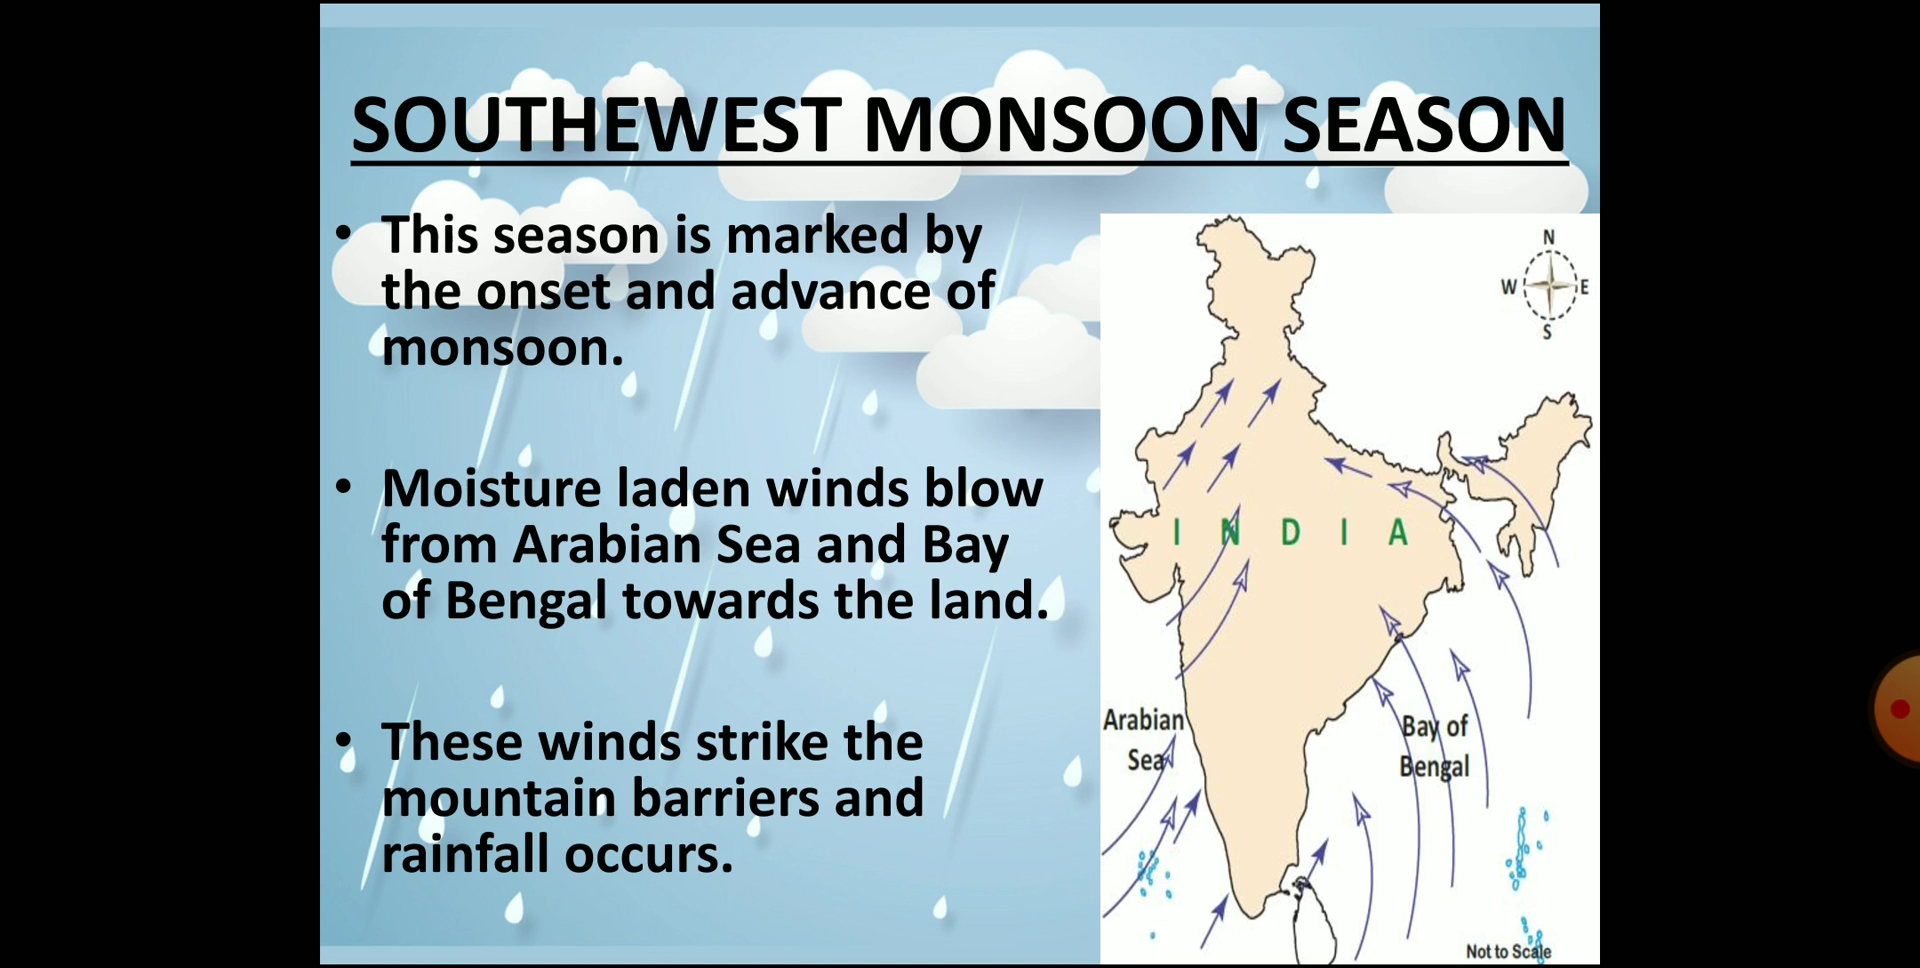 SOUTHEWEST MONSOON SEASON
• This season is marked by
the onset and advance of
monsoon.
• Moisture laden winds blow
from Arabian Sea and Bay
of Bengal towards the land.
• These winds strike the
mountain barriers and
rainfall occurs.
N
W E
S
I N D I A
Arabian
Sea
Bay of
Bengal
Not to Scale